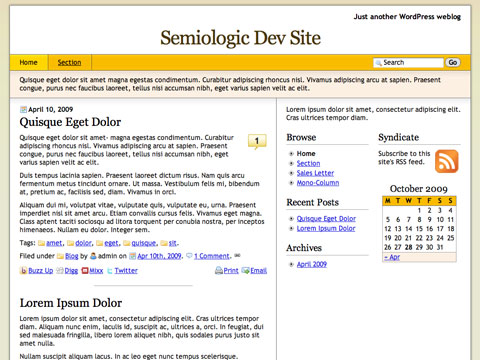 Just another WordPress weblog
Semiologic Dev Site
Home Section
Search Go
Quisque eget dolor sit amet magna egestas condimentum. Curabitur adipiscing rhoncus nisl. Vivamus adipiscing arcu at sapien. Praesent
congue, purus nec faucibus laoreet, tellus nisi aliquam nibh, eget varius sapien velit ac elit.
April 10, 2009
Quisque Eget Dolor
Quisque eget dolor sit amet- magna egestas condimentum. Curabitur
adipiscing rhoncus nisl. Vivamus adipiscing arcu at sapien. Praesent
congue, purus nec faucibus laoreet, tellus nisi aliquam nibh, eget
varius sapien velit ac elit.
1
Duis tempus lacinia sapien. Praesent laoreet dictum risus. Nam quis arcu
fermentum metus tincidunt ornare. Ut massa. Vestibulum felis mi, bibendum
at, pretium ac, facilisis sed, diam. Vivamus in orci.
Aliquam dui mi, volutpat vitae, vulputate quis, vulputate eu, urna. Praesent
imperdiet nisi sit amet arcu. Etiam convallis cursus felis. Vivamus eget magna.
Class aptent taciti sociosqu ad litora torquent per conubia nostra, per inceptos
himenaeos. Nullam eu dolor. Integer sem.
Tags: amet, dolor, eget, quisque, sit.
Filed under Blog by admin on Apr 10th, 2009. 1 Comment.
Buzz Up Digg Mixx Twitter Print Email
Lorem Ipsum Dolor
Lorem ipsum dolor sit amet, consectetur adipiscing elit. Cras ultrices tempor
diam. Aliquam nunc enim, iaculis id, suscipit ac, ultrices a, orci. In feugiat, dui
sed malesuada fringilla, libero lorem aliquet nibh, quis sodales purus justo sit
amet nulla.
Nullam suscipit aliquam lacus. In ac nunc eu tempus scelerisque.
Lorem ipsum dolor sit amet, consectetur adipiscing elit.
Cras ultrices tempor diam.
Browse
Home
Section
Sales Letter
Mono-Column
Recent Posts
Quisque Eget Dolor
Lorem Ipsum Dolor
Archives
April 2009
Syndicate
Subscribe to this
site's RSS feed.
October 2009
M T W T F S S
1 2 3 4
5 6 7 8 9 10 11
12 13 14 15 16 17 18
19 20 21 22 23 24 25
26 27 28 29 30 31
« Apr